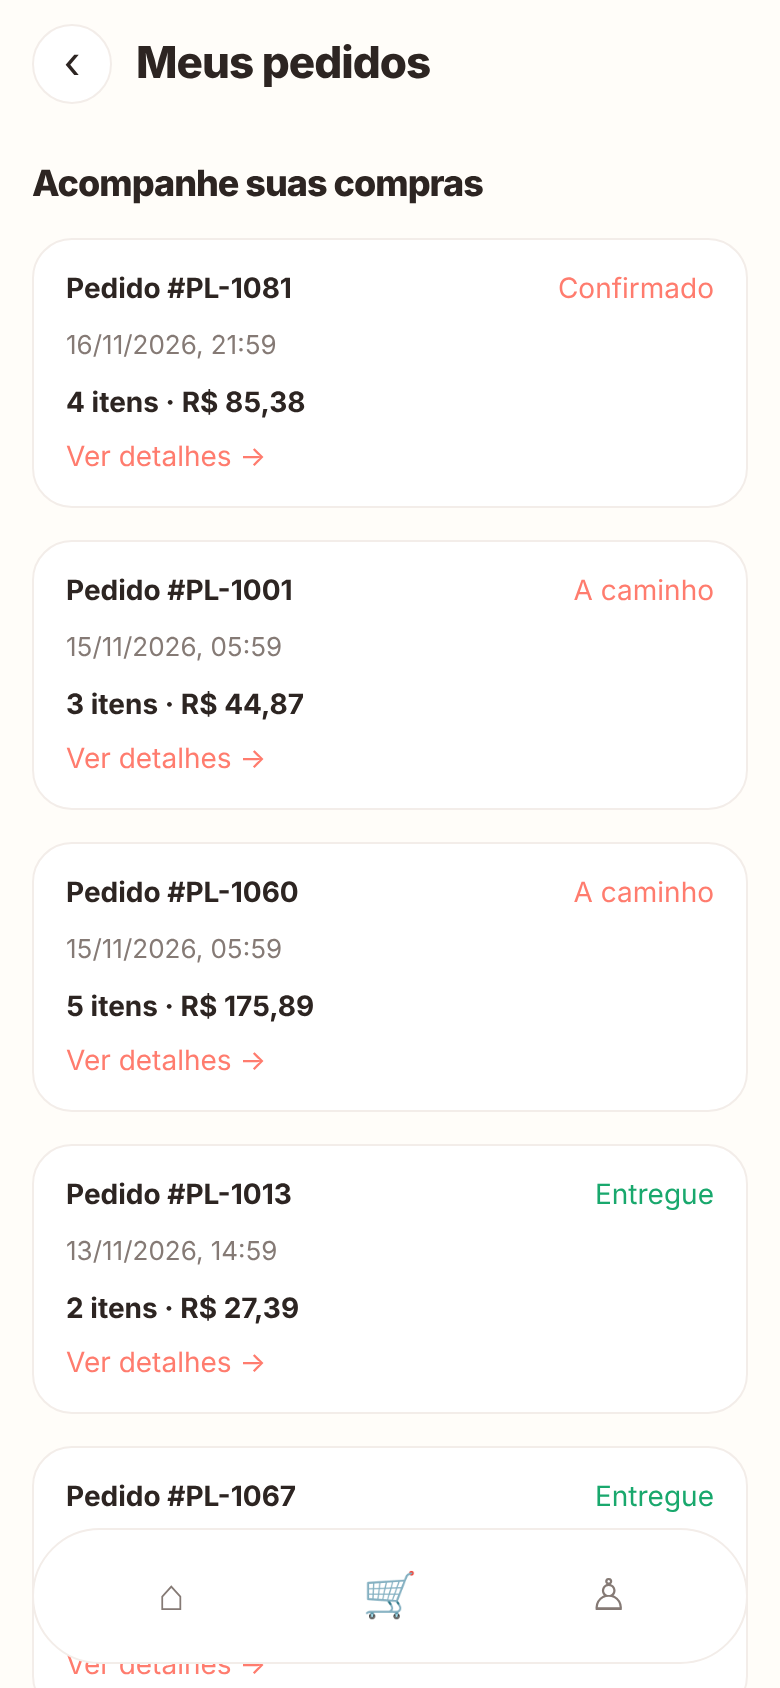 Meus pedidos
Acompanhe suas compras
Pedido #PL-1081 Confirmado
16/11/2026, 21:59
4 itens · R$ 85,38
Ver detalhes →
Pedido #PL-1001 A caminho
15/11/2026, 05:59
3 itens · R$ 44,87
Ver detalhes →
Pedido #PL-1060 A caminho
15/11/2026, 05:59
5 itens · R$ 175,89
Ver detalhes →
Pedido #PL-1013 Entregue
13/11/2026, 14:59
2 itens · R$ 27,39
Ver detalhes →
Pedido #PL-1067 Entregue
Ver detalhes →